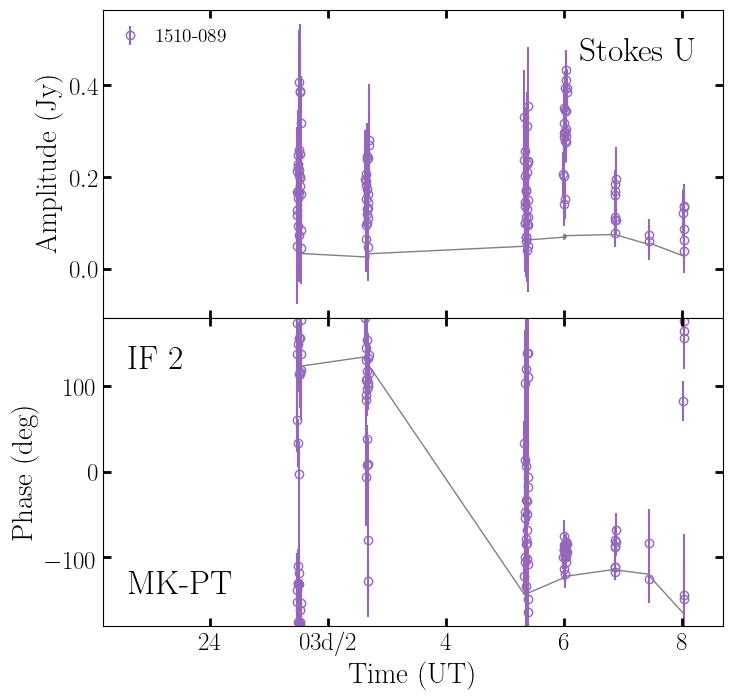 1510-089
Stokes U
Amplitude (Jy)
0.4
0.2
0.0
IF 2
MK-PT
Phase (deg)
100
0
−100
24
03d/2
4
6
8
Time (UT)